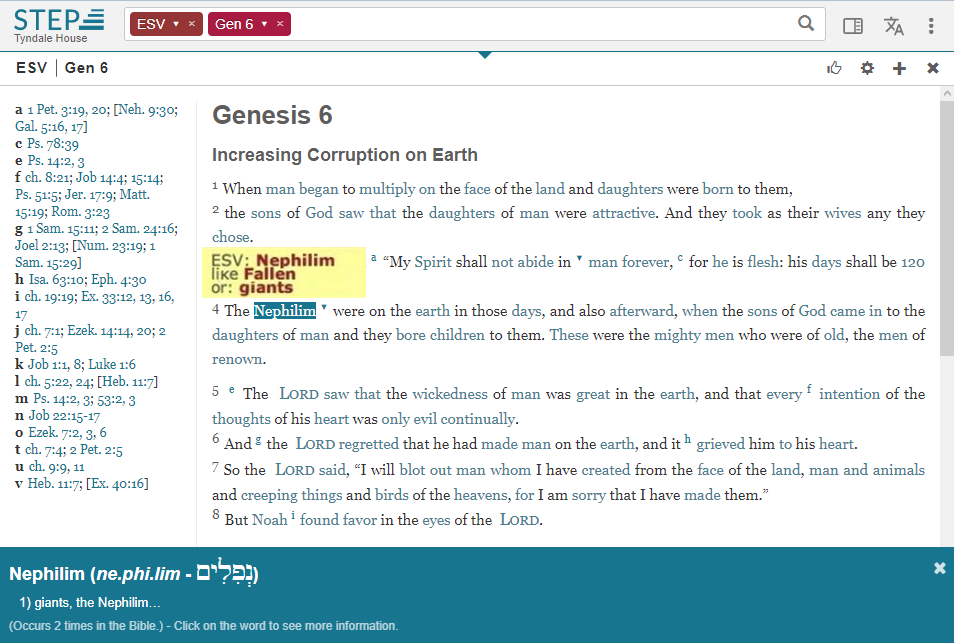 STEP
Tyndale House
ESV ▾ × Gen 6 ▾ ×
ESV | Gen 6
a 1 Pet. 3:19, 20; [Neh. 9:30;
Gal. 5:16, 17]
c Ps. 78:39
e Ps. 14:2, 3
f ch. 8:21; Job 14:4; 15:14;
Ps. 51:5; Jer. 17:9; Matt.
15:19; Rom. 3:23
g 1 Sam. 15:11; 2 Sam. 24:16;
Joel 2:13; [Num. 23:19; 1
Sam. 15:29]
h Isa. 63:10; Eph. 4:30
i ch. 19:19; Ex. 33:12, 13, 16,
17
j ch. 7:1; Ezek. 14:14, 20; 2
Pet. 2:5
k Job 1:1, 8; Luke 1:6
l ch. 5:22, 24; [Heb. 11:7]
m Ps. 14:2, 3; 53:2, 3
n Job 22:15-17
o Ezek. 7:2, 3, 6
t ch. 7:4; 2 Pet. 2:5
u ch. 9:9, 11
v Heb. 11:7; [Ex. 40:16]
Genesis 6
Increasing Corruption on Earth
1 When man began to multiply on the face of the land and daughters were born to them,
2 the sons of God saw that the daughters of man were attractive. And they took as their wives any they
chose.
ESV: Nephilim
like Fallen
or: giants
a “My Spirit shall not abide in ▾ man forever, c for he is flesh: his days shall be 120
4 The Nephilim ▾ were on the earth in those days, and also afterward, when the sons of God came in to the
daughters of man and they bore children to them. These were the mighty men who were of old, the men of
renown.
5 e The LORD saw that the wickedness of man was great in the earth, and that every f intention of the
thoughts of his heart was only evil continually.
6 And g the LORD regretted that he had made man on the earth, and it h grieved him to his heart.
7 So the LORD said, “I will blot out man whom I have created from the face of the land, man and animals
and creeping things and birds of the heavens, for I am sorry that I have made them.”
8 But Noah i found favor in the eyes of the LORD.
Nephilim (ne.phi.lim - נְפִלִים)
1) giants, the Nephilim...
(Occurs 2 times in the Bible.) - Click on the word to see more information.